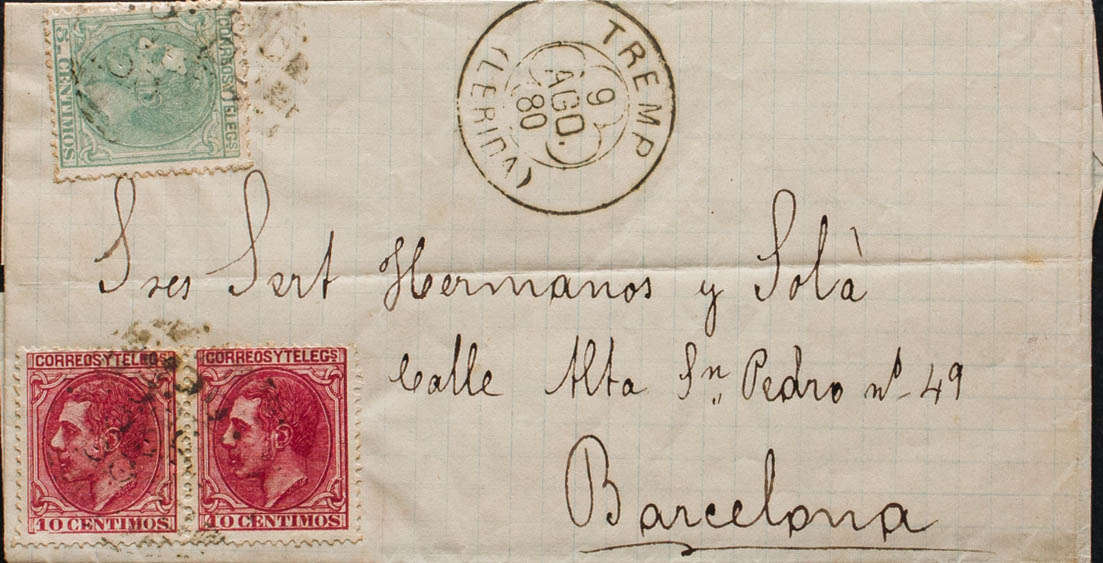 CORREOS Y TELEGS
5. CENTIMOS
TREMP
9
AGO.
80
(LERIDA)
Sres Sert Hermanos y Solà
Calle Alta Sn. Pedro nº 49
Barcelona
CORREOS Y TELEGS
10 CENTIMOS
CORREOS Y TELEGS
10 CENTIMOS